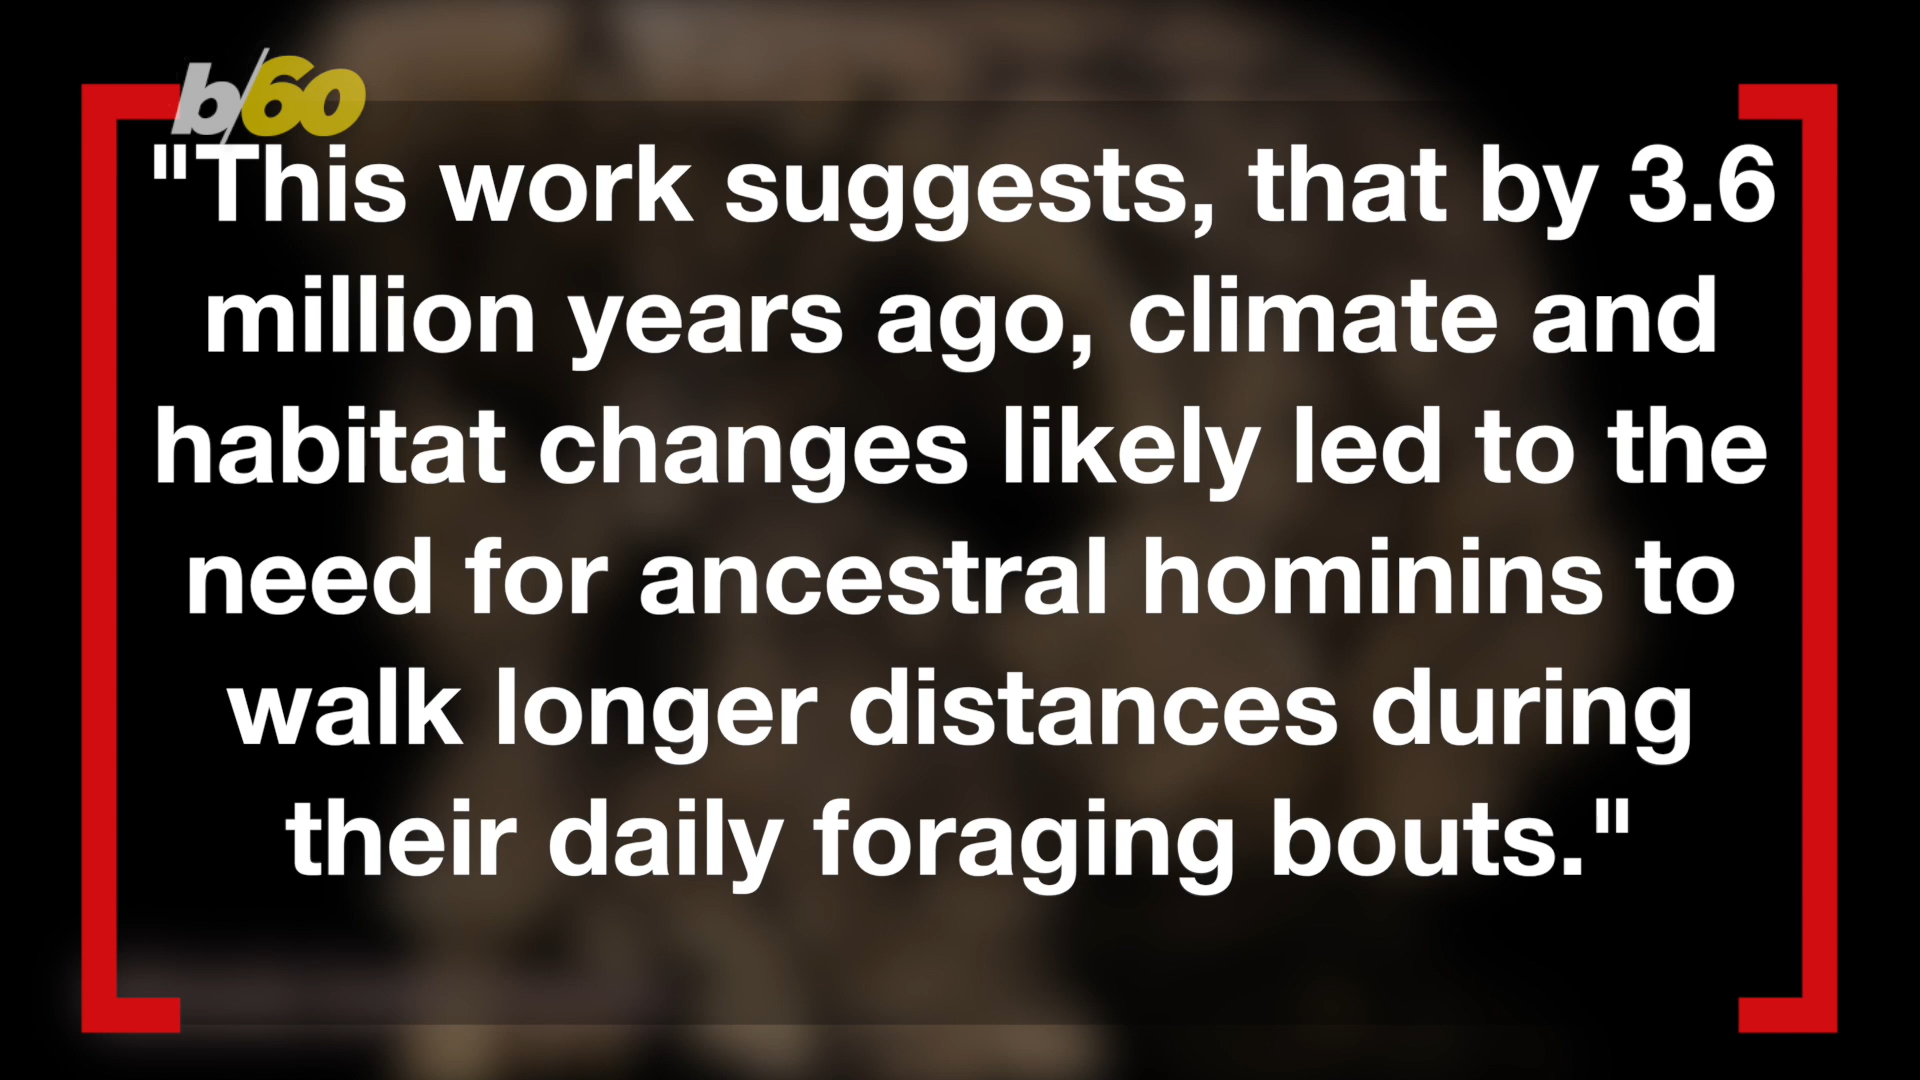 b/60
"This work suggests, that by 3.6
million years ago, climate and
habitat changes likely led to the
need for ancestral hominins to
walk longer distances during
their daily foraging bouts."